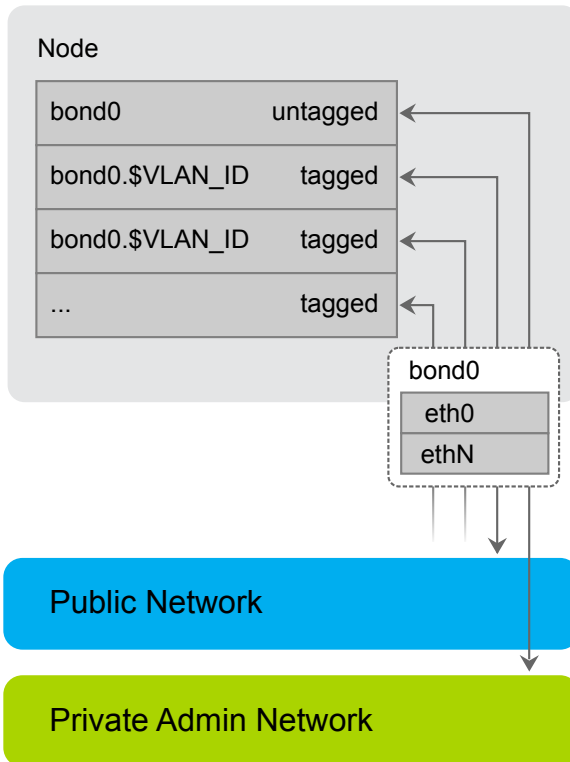 Node
bond0 untagged
bond0.$VLAN_ID tagged
bond0.$VLAN_ID tagged
... tagged
bond0
eth0
ethN
Public Network
Private Admin Network